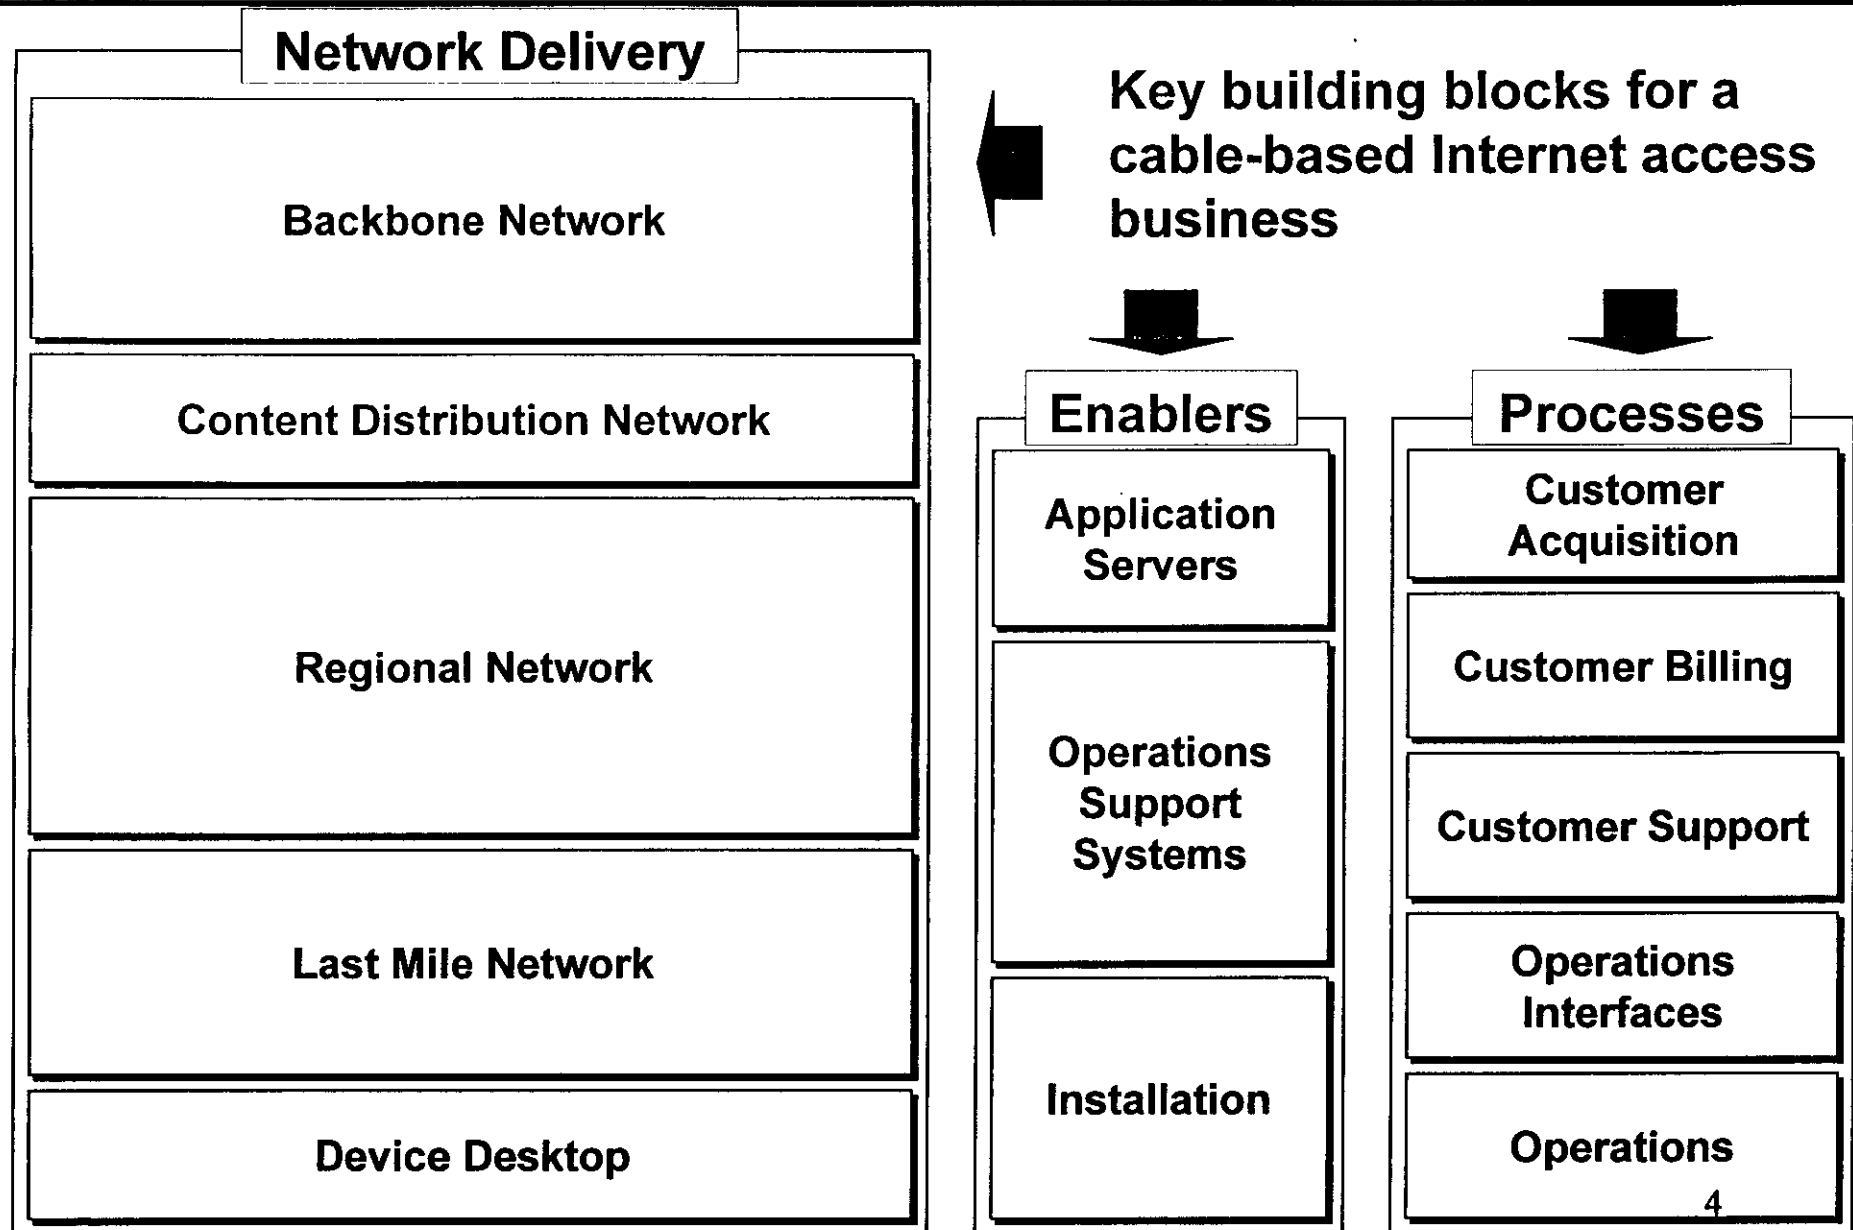 Network Delivery
Backbone Network
Content Distribution Network
Regional Network
Last Mile Network
Device Desktop
Key building blocks for a
cable-based Internet access
business
Enablers
Application
Servers
Operations
Support
Systems
Installation
Processes
Customer
Acquisition
Customer Billing
Customer Support
Operations
Interfaces
Operations
4